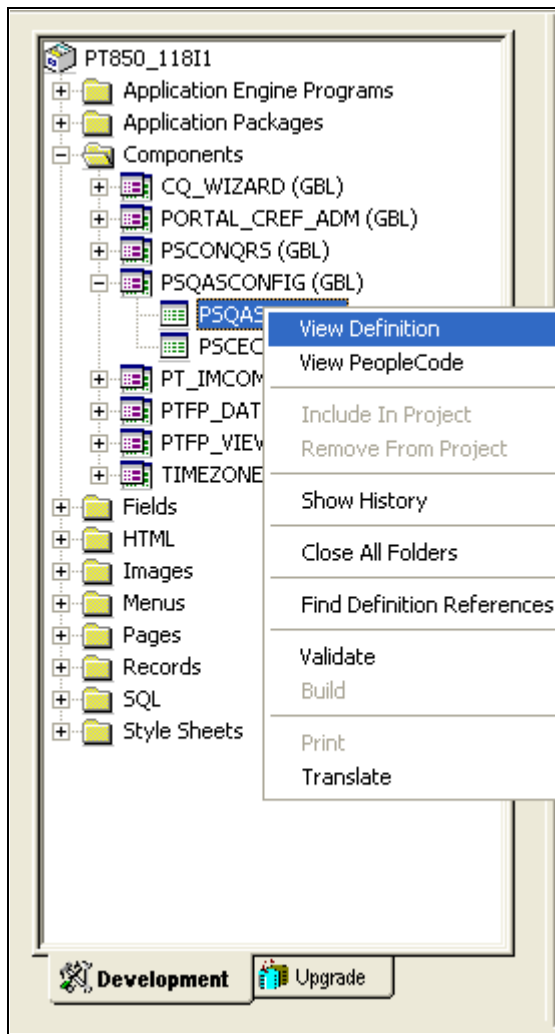 PT850_118I1
Application Engine Programs
Application Packages
Components
CQ_WIZARD (GBL)
PORTAL_CREF_ADM (GBL)
PSCONQRS (GBL)
PSQASCONFIG (GBL)
PSQAS
PSCEC
PT_IMCOM
PTFP_DAT
PTFP_VIEW
TIMEZONE
Fields
HTML
Images
Menus
Pages
Records
SQL
Style Sheets
View Definition
View PeopleCode
Include In Project
Remove From Project
Show History
Close All Folders
Find Definition References
Validate
Build
Print
Translate
Development
Upgrade